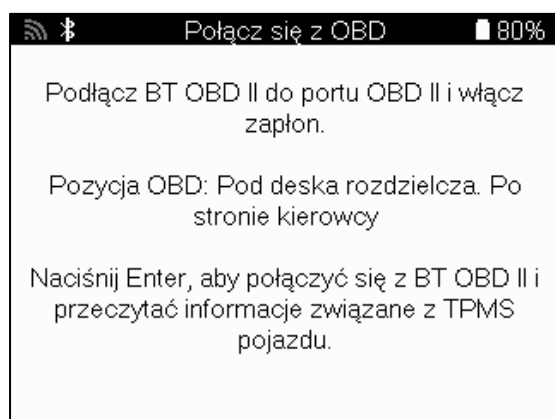 Połącz się z OBD 80%
Podłącz BT OBD II do portu OBD II i włącz
zapłon.
Pozycja OBD: Pod deska rozdzielcza. Po
stronie kierowcy
Naciśnij Enter, aby połączyć się z BT OBD II i
przeczytać informacje związane z TPMS
pojazdu.